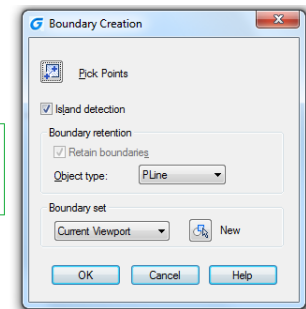 Boundary Creation
Pick Points
Island detection
Boundary retention
Retain boundaries
Object type: PLine
Boundary set
Current Viewport New
OK Cancel Help